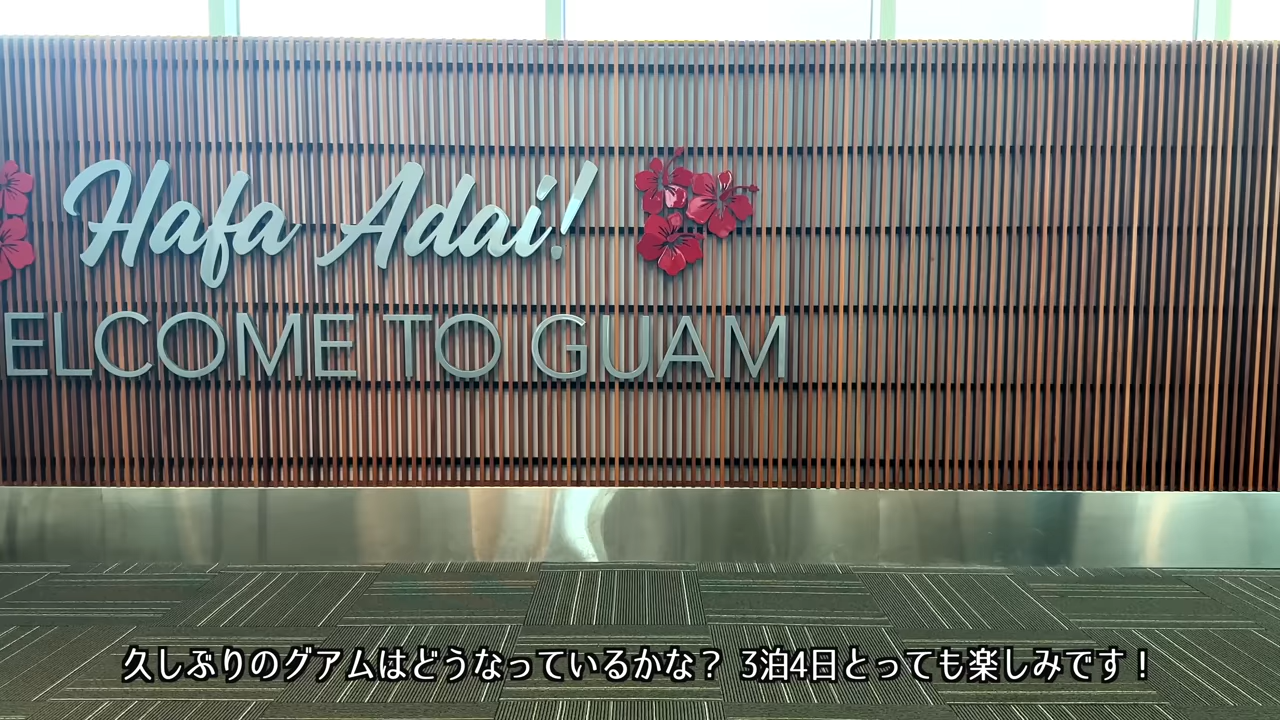 Hafa Adai!
ELCOME TO GUAM
久しぶりのグアムはどうなっているかな? 3泊4日とっても楽しみです!